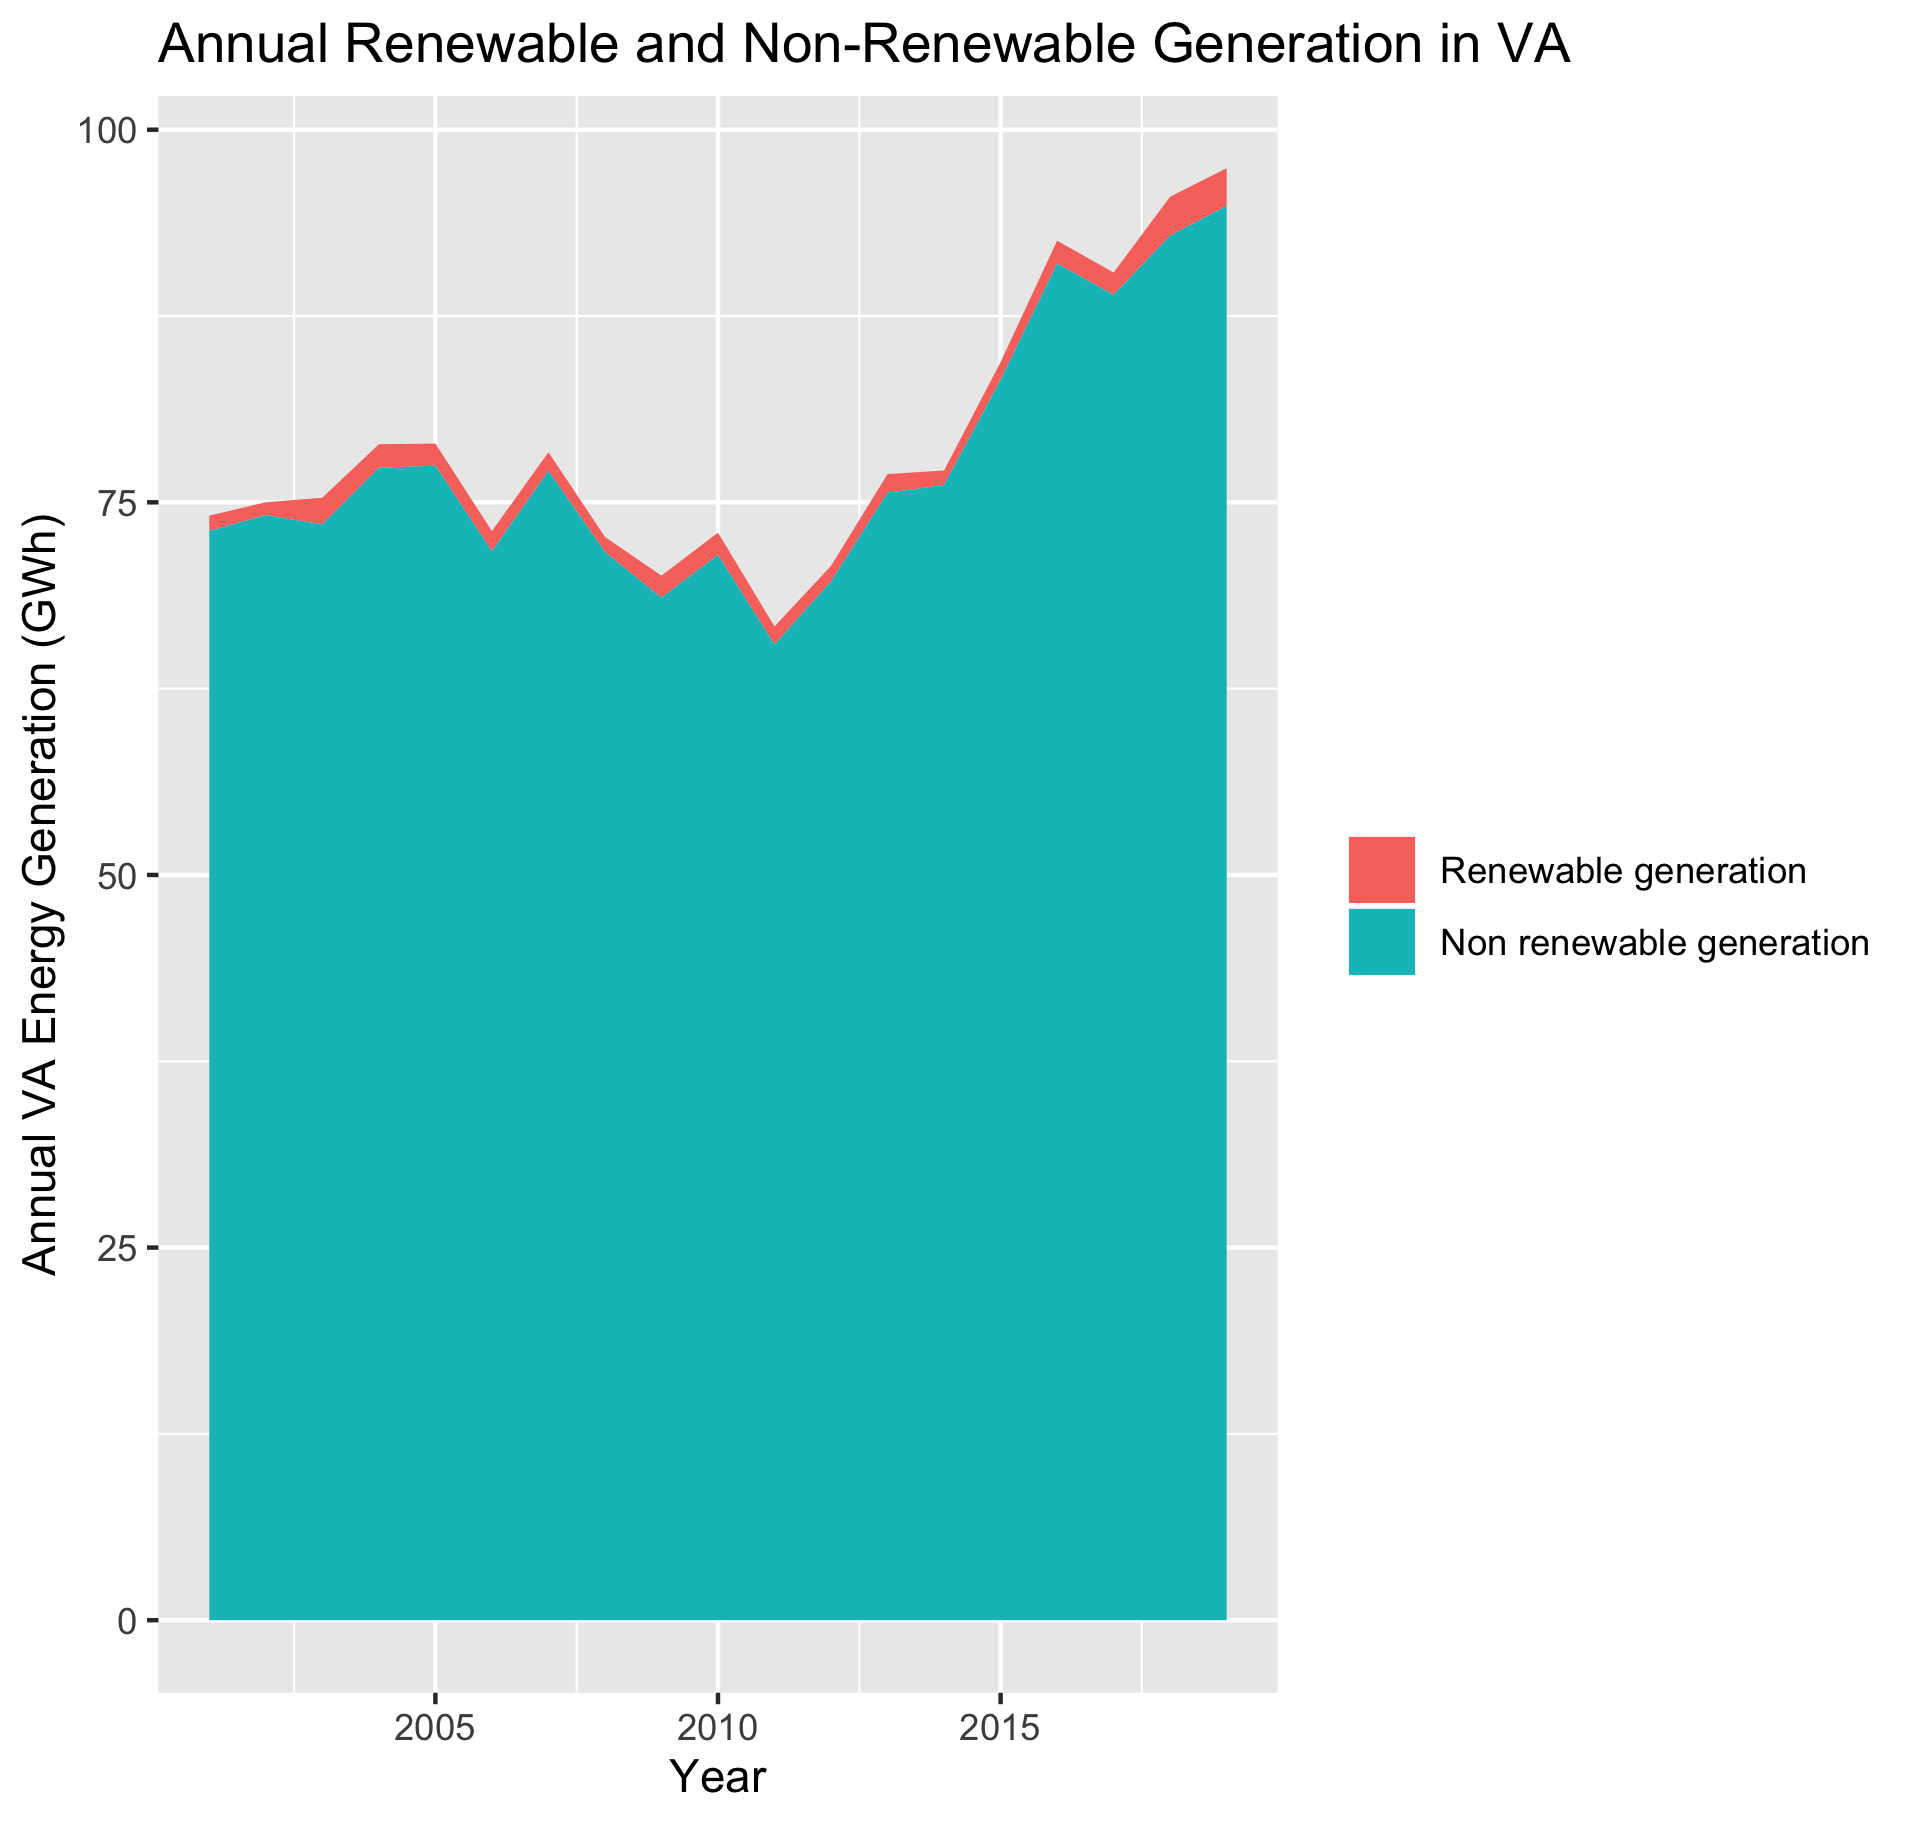 Annual Renewable and Non-Renewable Generation in VA
Annual VA Energy Generation (GWh)
100
75
50
25
0
2005
2010
2015
Year
Renewable generation
Non renewable generation